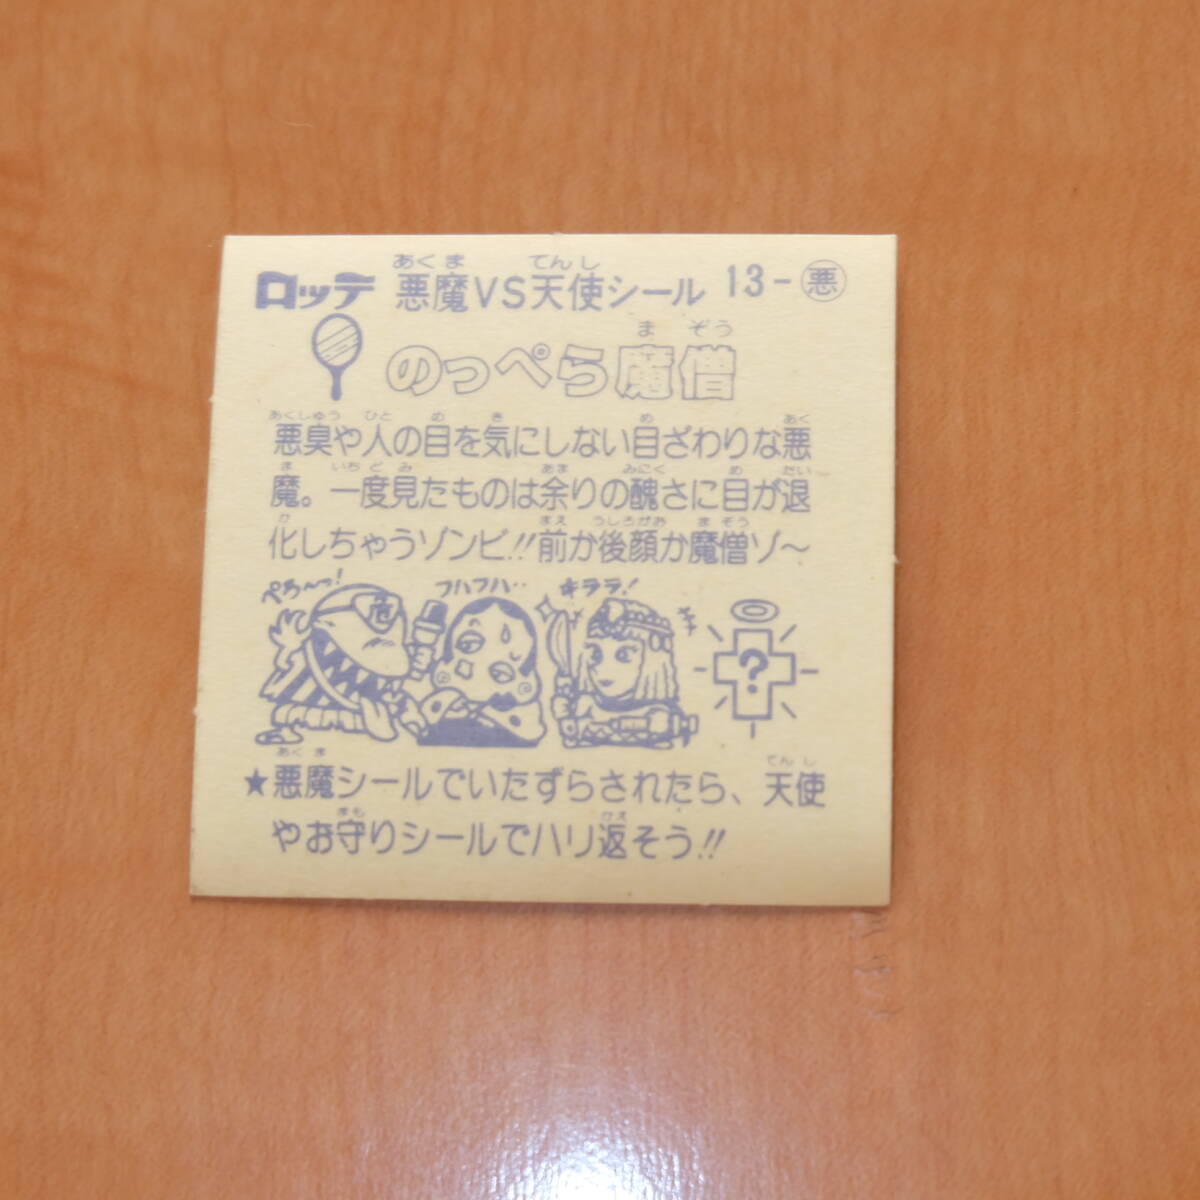 ロッテ 悪魔VS天使シール 13-悪
あくま てんし
のっぺら魔僧
まぞう
悪臭や人の目を気にしない目ざわりな悪
あくしゅう ひと め き め あく
魔。一度見たものは余りの醜さに目が退
ま いちどみ あま みにく め たい
化しちゃうゾンビ!!前か後顔か魔僧ゾ〜
か まえ うしろがお まぞう
ぺろ〜っ! フハフハ‥ キララ!
?
★悪魔シールでいたずらされたら、天使
あくま てんし
やお守りシールでハリ返そう!!
まも かえ